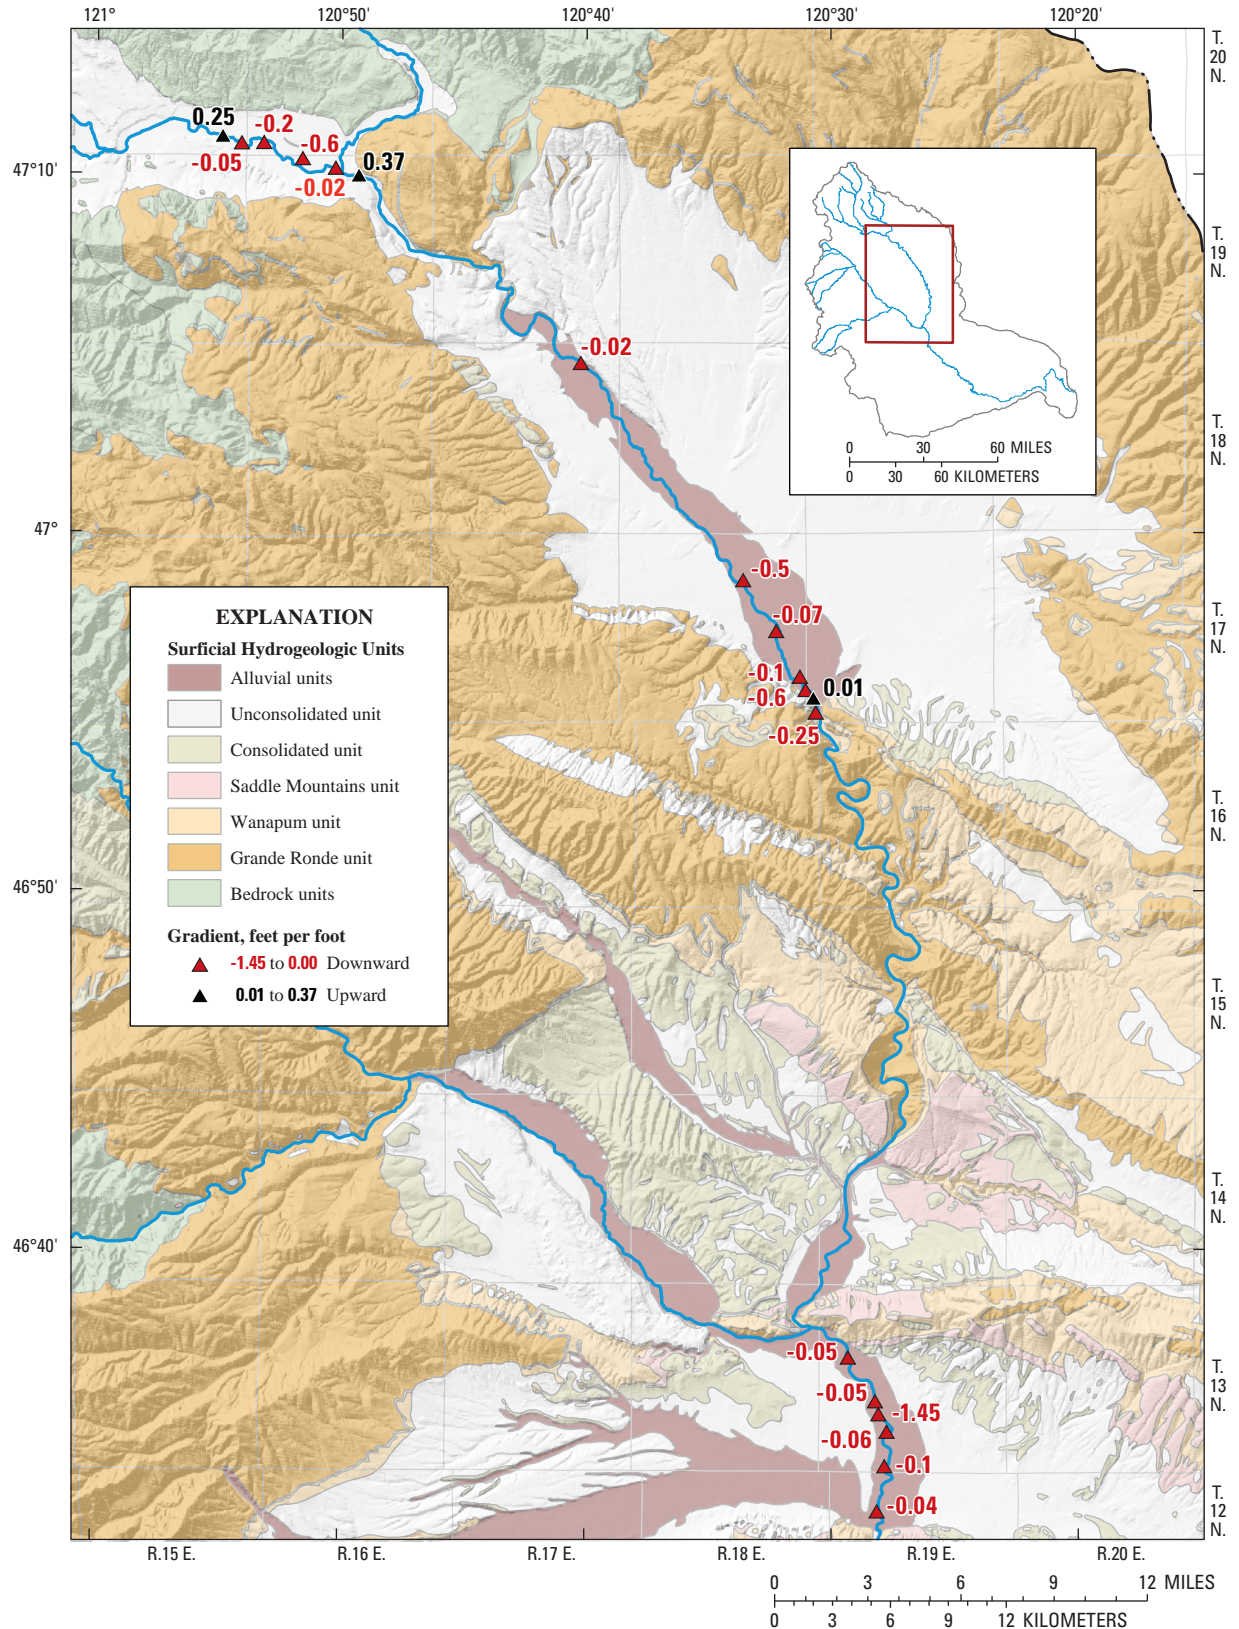 121° 120°50' 120°40' 120°30' 120°20'
T.
20
N.
0.25
-0.2
-0.6
-0.05
0.37
-0.02
47°10'
T.
19
N.
-0.02
0 30 60 MILES
0 30 60 KILOMETERS
T.
18
N.
47°
-0.5
-0.07
T.
17
N.
-0.1
0.01
-0.6
-0.25
EXPLANATION
Surficial Hydrogeologic Units
Alluvial units
Unconsolidated unit
Consolidated unit
Saddle Mountains unit
Wanapum unit
Grande Ronde unit
Bedrock units
Gradient, feet per foot
-1.45 to 0.00 Downward
0.01 to 0.37 Upward
T.
16
N.
46°50'
T.
15
N.
T.
14
N.
46°40'
-0.05
T.
13
N.
-0.05
-1.45
-0.06
-0.1
-0.04
T.
12
N.
R.15 E. R.16 E. R.17 E. R.18 E. R.19 E. R.20 E.
0 3 6 9 12 MILES
0 3 6 9 12 KILOMETERS